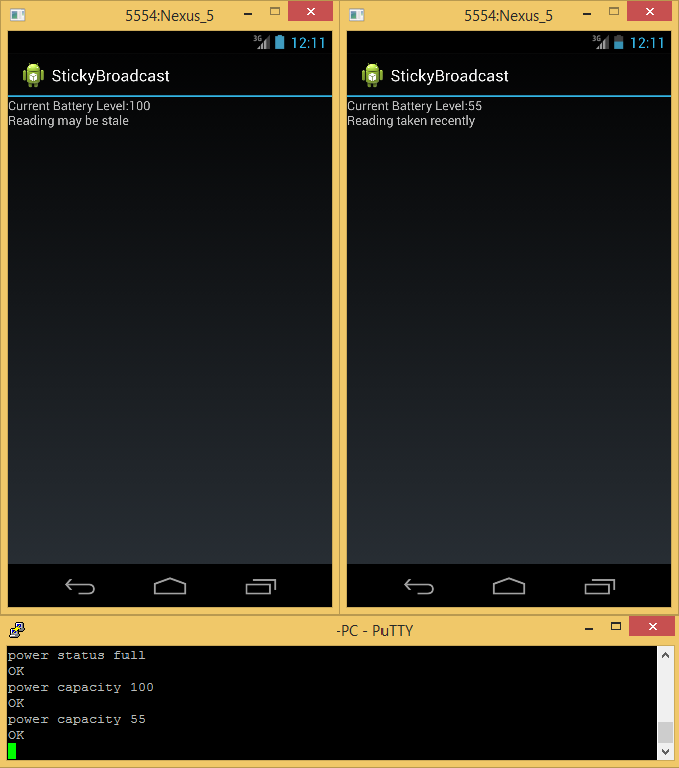 5554:Nexus_5
3G 12:11
StickyBroadcast
Current Battery Level:100
Reading may be stale
5554:Nexus_5
3G 12:11
StickyBroadcast
Current Battery Level:55
Reading taken recently
-PC - PuTTY
power status full
OK
power capacity 100
OK
power capacity 55
OK